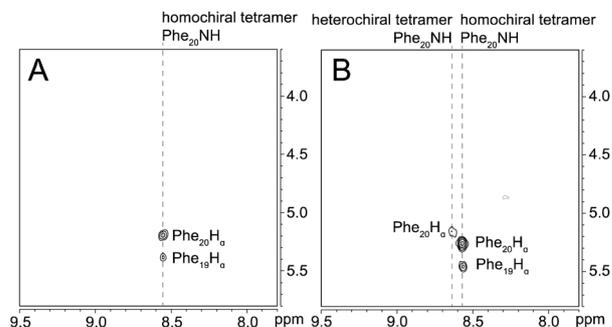 homochiral tetramer
Phe₂₀NH
A
Phe₂₀Hα
Phe₁₉Hα
4.0
4.5
5.0
5.5
9.5 9.0 8.5 8.0 ppm
heterochiral tetramer homochiral tetramer
Phe₂₀NH Phe₂₀NH
B
Phe₂₀Hα Phe₂₀Hα
Phe₁₉Hα
4.0
4.5
5.0
5.5
9.5 9.0 8.5 8.0 ppm